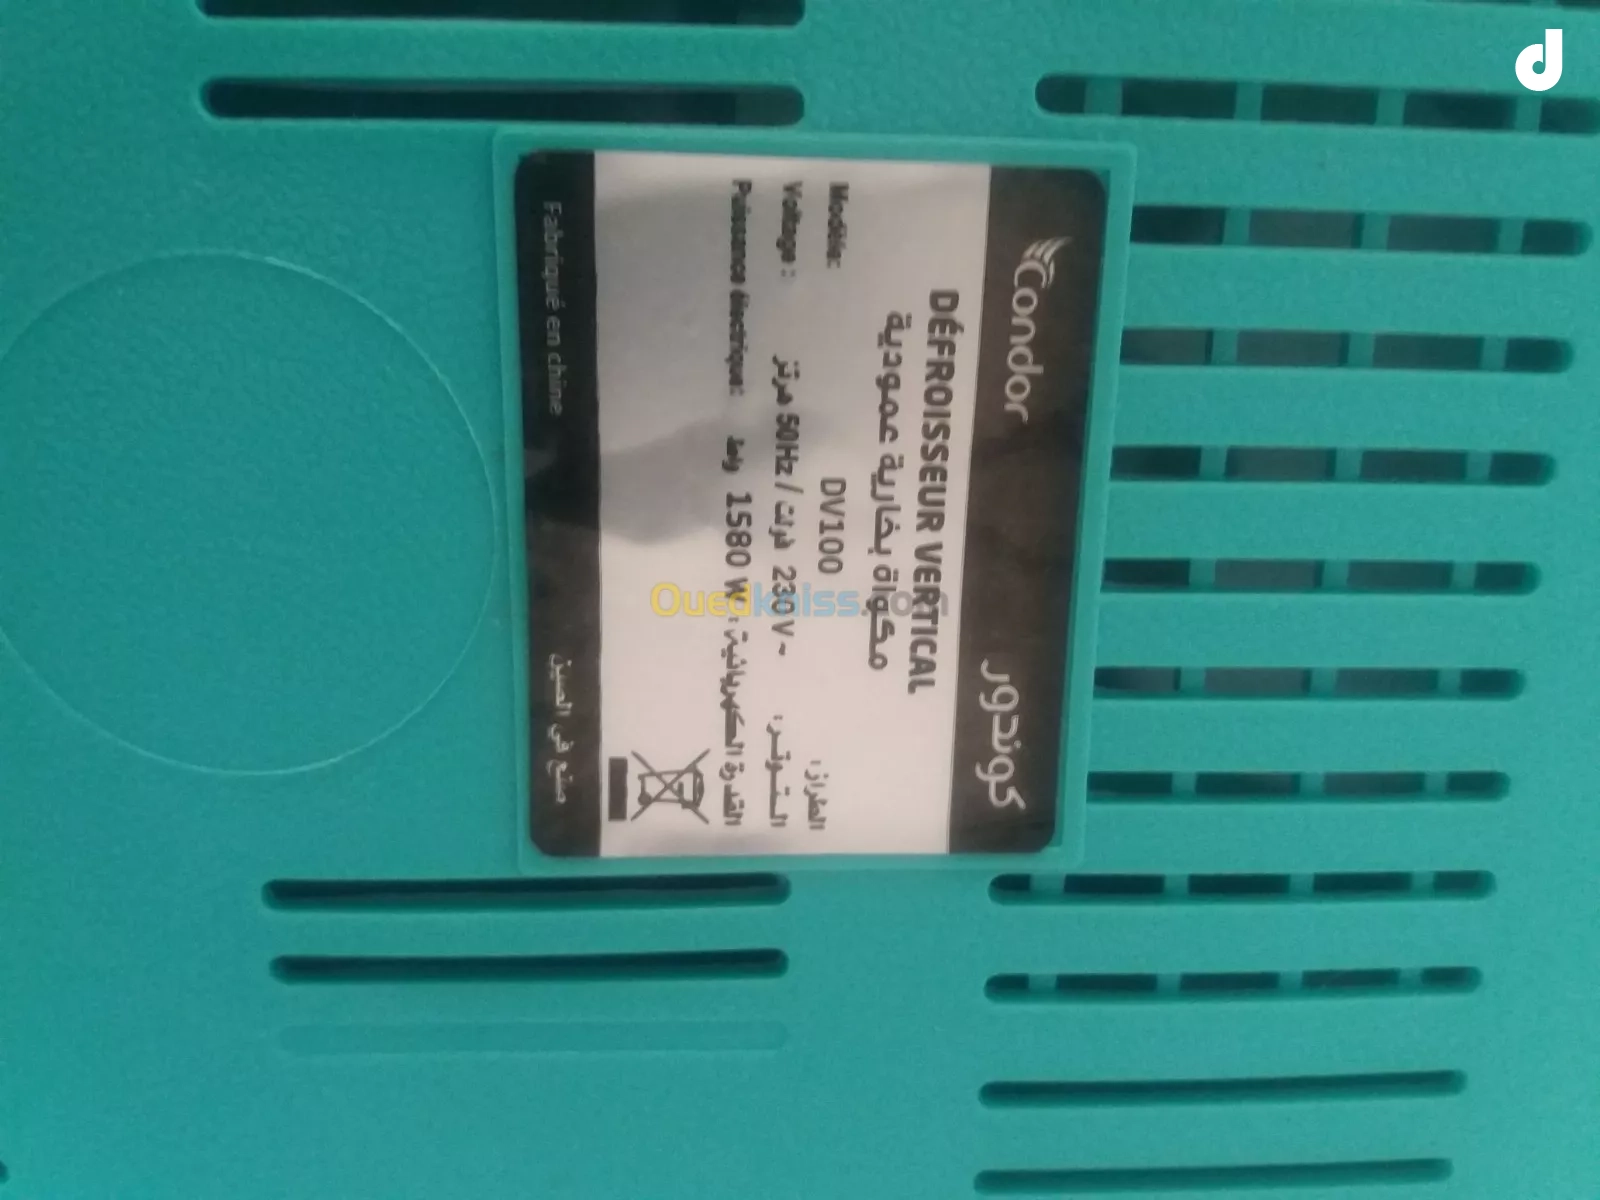 Condor كوندور
DÉFROISSEUR VERTICAL
مكواة بخارية عمودية
Modèle: DV100 الطراز:
Voltage : 230V~ فولت / 50Hz هرتز التوتر:
Puissance électrique: 1580 W واط القدرة الكهربائية:
Fabriqué en chine صنع في الصين
Ouedkniss.com
d